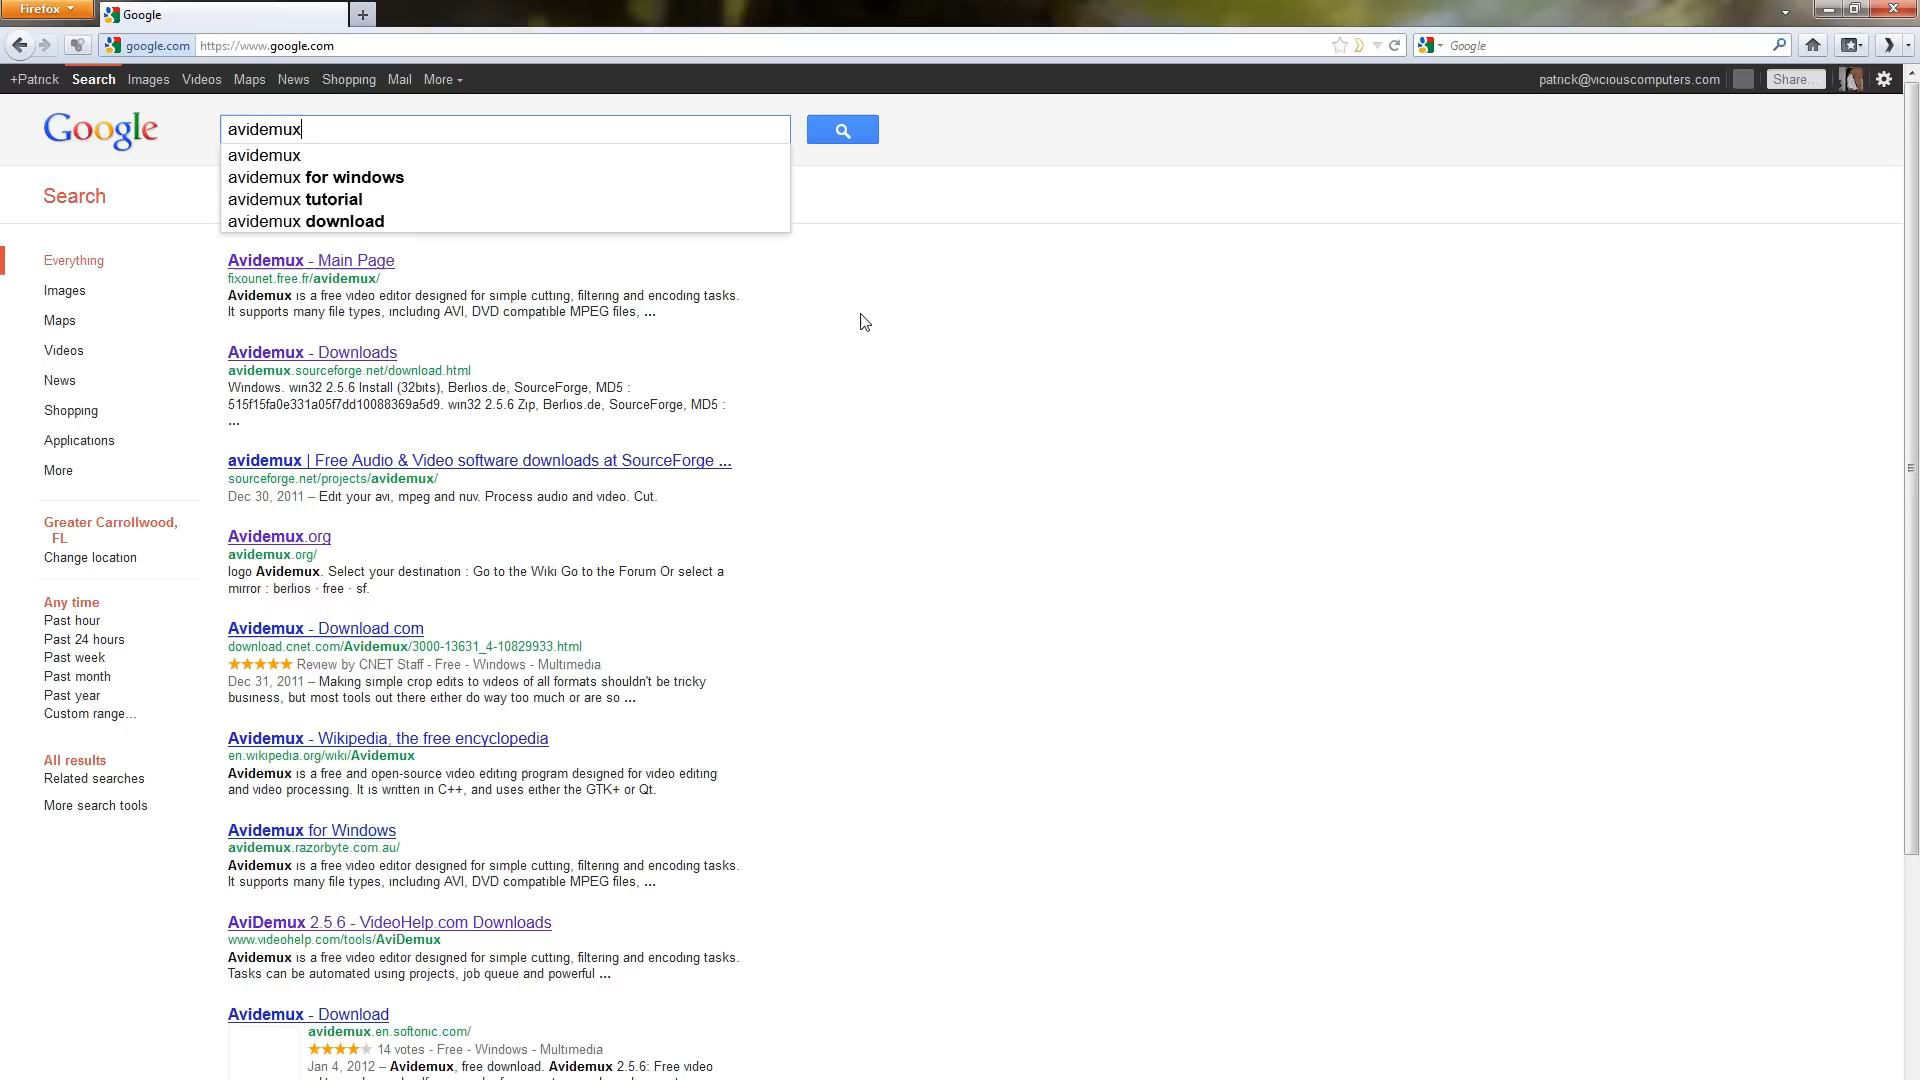 Firefox
Google
google.com https://www.google.com
Google
+Patrick Search Images Videos Maps News Shopping Mail More
patrick@viciouscomputers.com
Share...
Google
avidemux
avidemux
avidemux for windows
avidemux tutorial
avidemux download
Search
Everything
Images
Maps
Videos
News
Shopping
Applications
More
Greater Carrollwood,
FL
Change location
Any time
Past hour
Past 24 hours
Past week
Past month
Past year
Custom range...
All results
Related searches
More search tools
Avidemux - Main Page
fixounet.free.fr/avidemux/
Avidemux is a free video editor designed for simple cutting, filtering and encoding tasks.
It supports many file types, including AVI, DVD compatible MPEG files, ...
Avidemux - Downloads
avidemux.sourceforge.net/download.html
Windows. win32 2.5.6 Install (32bits), Berlios.de, SourceForge, MD5 :
515f15fa0e331a05f7dd10088369a5d9. win32 2.5.6 Zip, Berlios.de, SourceForge, MD5 :
...
avidemux | Free Audio & Video software downloads at SourceForge ...
sourceforge.net/projects/avidemux/
Dec 30, 2011 – Edit your avi, mpeg and nuv. Process audio and video. Cut.
Avidemux.org
avidemux.org/
logo Avidemux. Select your destination : Go to the Wiki Go to the Forum Or select a
mirror : berlios · free · sf.
Avidemux - Download.com
download.cnet.com/Avidemux/3000-13631_4-10829933.html
Review by CNET Staff - Free - Windows - Multimedia
Dec 31, 2011 – Making simple crop edits to videos of all formats shouldn't be tricky
business, but most tools out there either do way too much or are so ...
Avidemux - Wikipedia, the free encyclopedia
en.wikipedia.org/wiki/Avidemux
Avidemux is a free and open-source video editing program designed for video editing
and video processing. It is written in C++, and uses either the GTK+ or Qt.
Avidemux for Windows
avidemux.razorbyte.com.au/
Avidemux is a free video editor designed for simple cutting, filtering and encoding tasks.
It supports many file types, including AVI, DVD compatible MPEG files, ...
AviDemux 2.5.6 - VideoHelp.com Downloads
www.videohelp.com/tools/AviDemux
Avidemux is a free video editor designed for simple cutting, filtering and encoding tasks.
Tasks can be automated using projects, job queue and powerful ...
Avidemux - Download
avidemux.en.softonic.com/
14 votes - Free - Windows - Multimedia
Jan 4, 2012 – Avidemux, free download. Avidemux 2.5.6: Free video